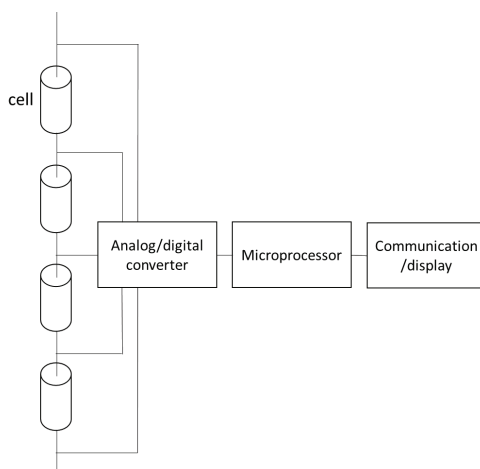 cell
Analog/digital
converter
Microprocessor
Communication
/display